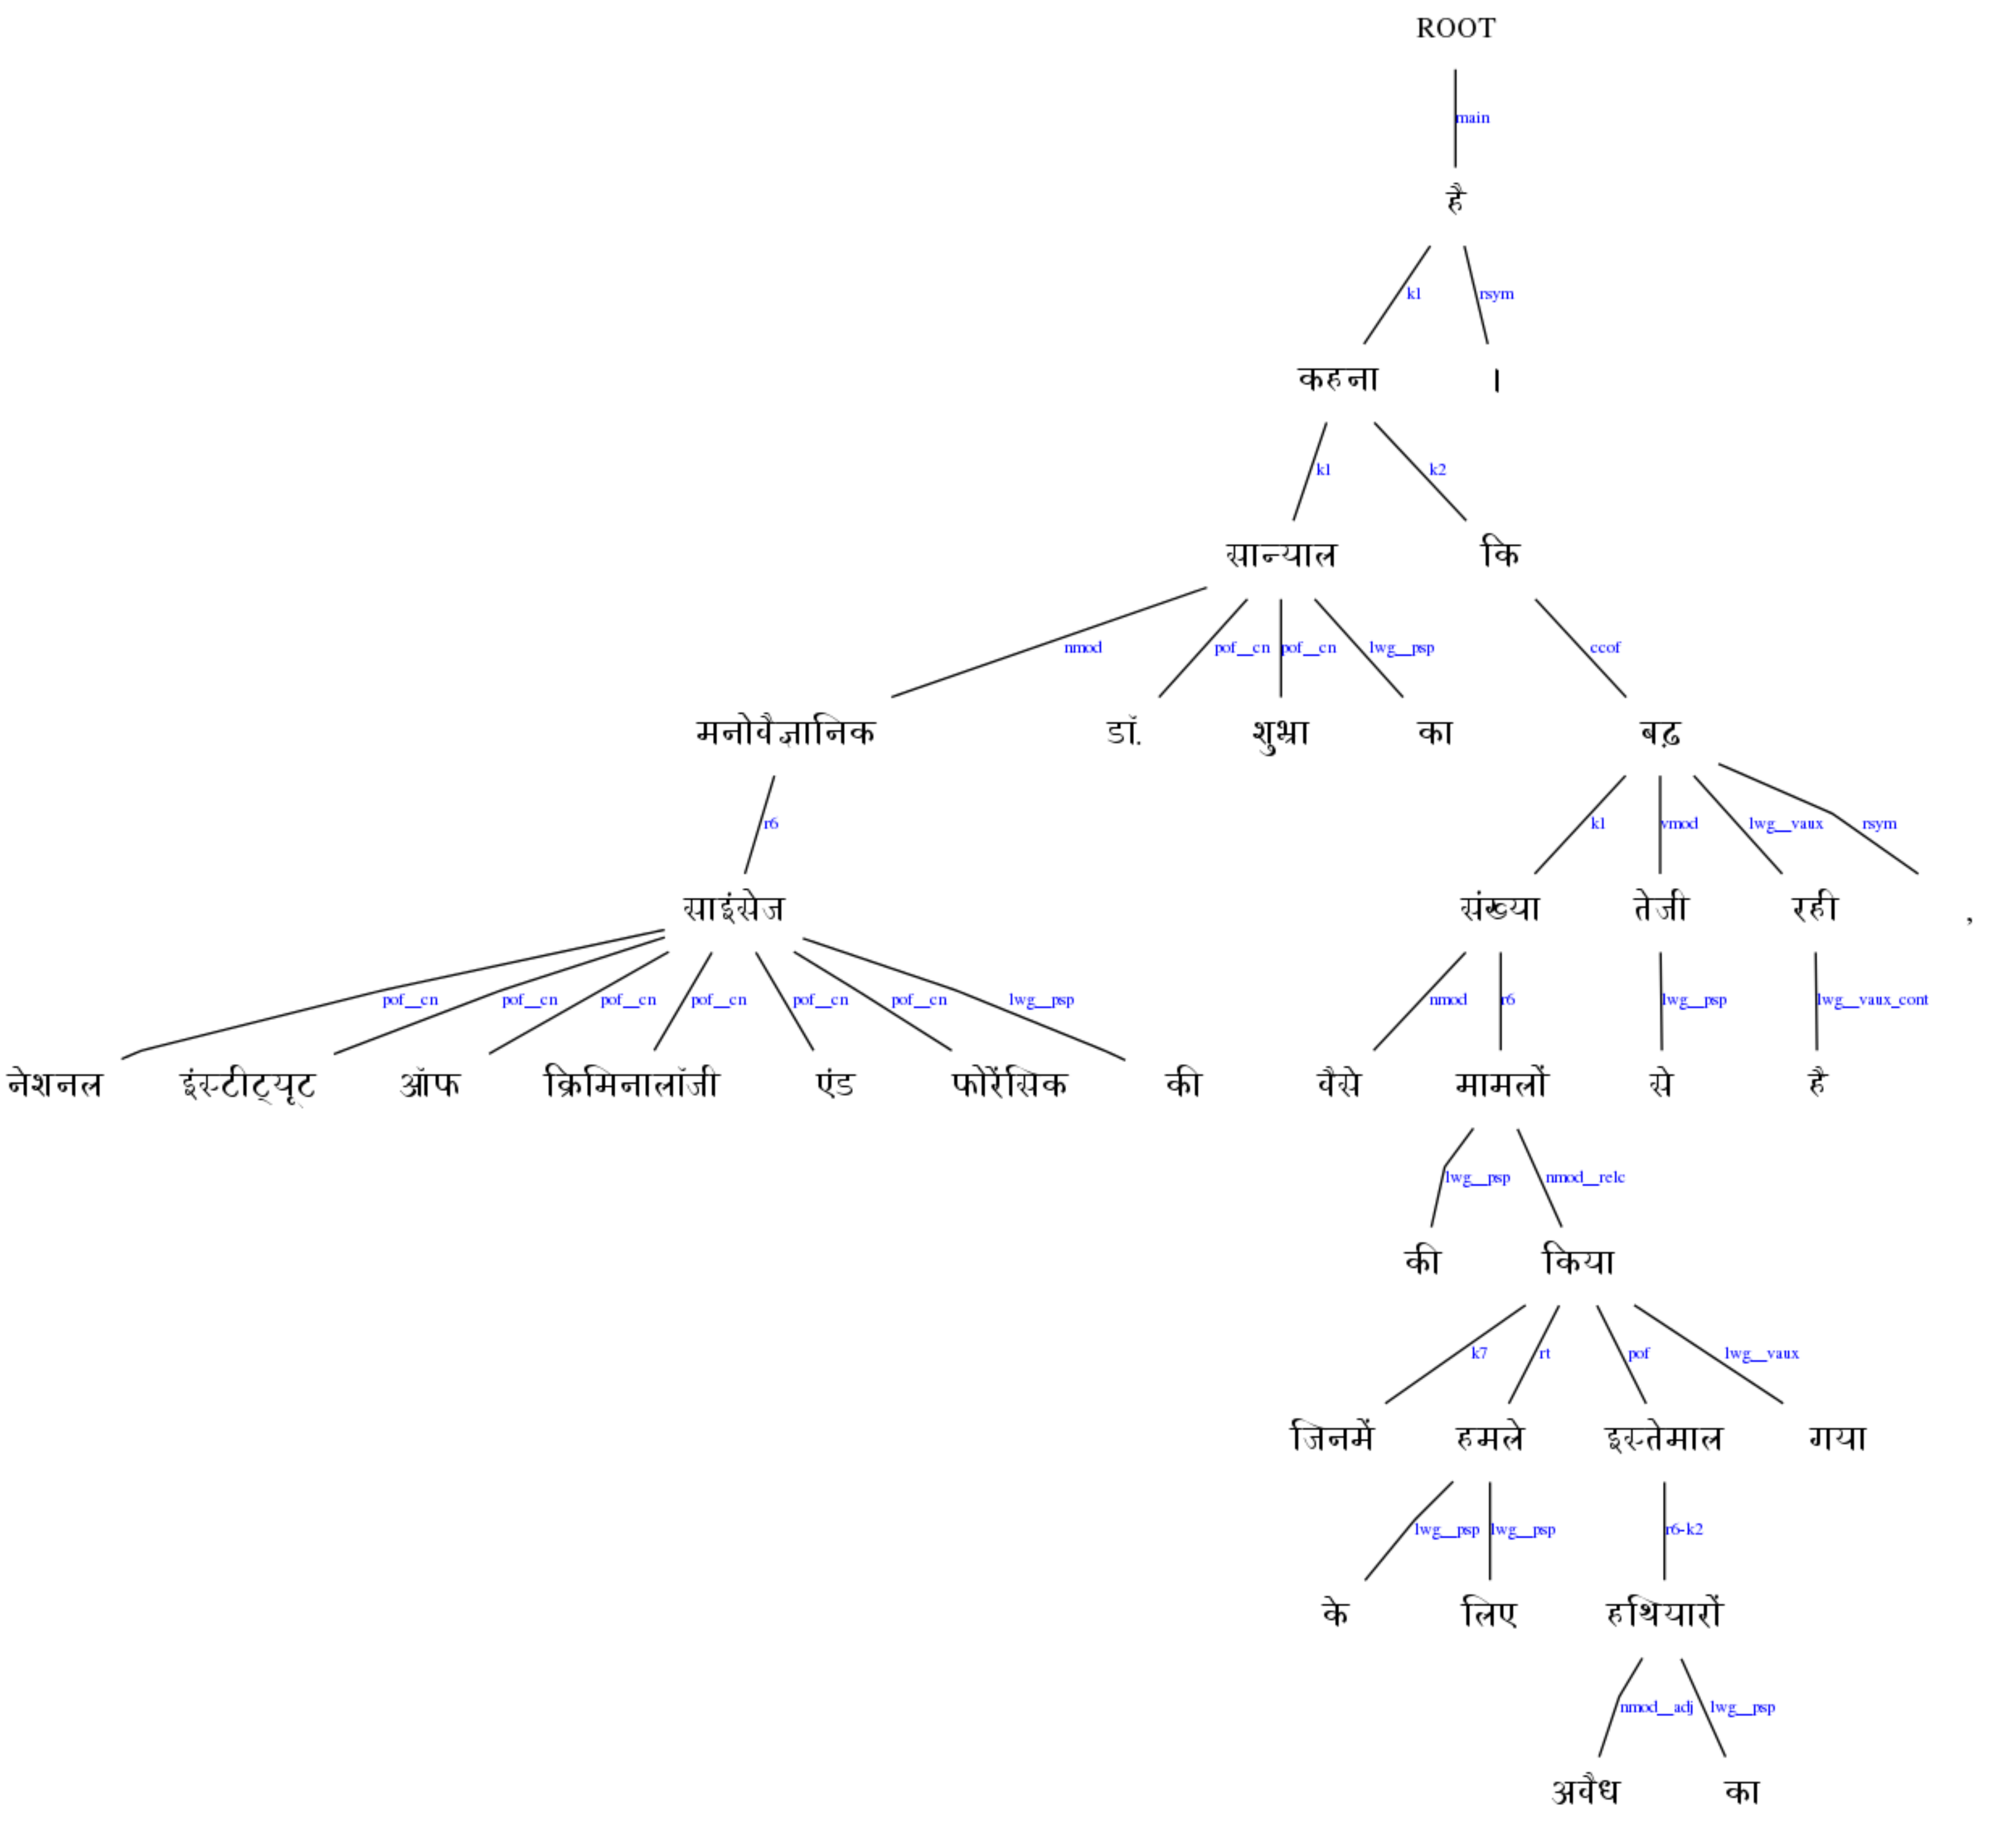 ROOT
main
है
k1 rsym
कहना ।
k1 k2
सान्याल कि
nmod pof__cn pof__cn lwg__psp ccof
मनोवैज्ञानिक डॉ. शुभ्रा का बढ़
r6 k1 vmod lwg__vaux rsym
साइंसेज संख्या तेजी रही ,
pof__cn pof__cn pof__cn pof__cn pof__cn pof__cn lwg__psp nmod r6 lwg__psp lwg__vaux_cont
नेशनल इंस्टीट्यूट ऑफ क्रिमिनालॉजी एंड फोरेंसिक की वैसे मामलों से है
lwg__psp nmod__relc
की किया
k7 rt pof lwg__vaux
जिनमें हमले इस्तेमाल गया
lwg__psp lwg__psp r6-k2
के लिए हथियारों
nmod__adj lwg__psp
अवैध का